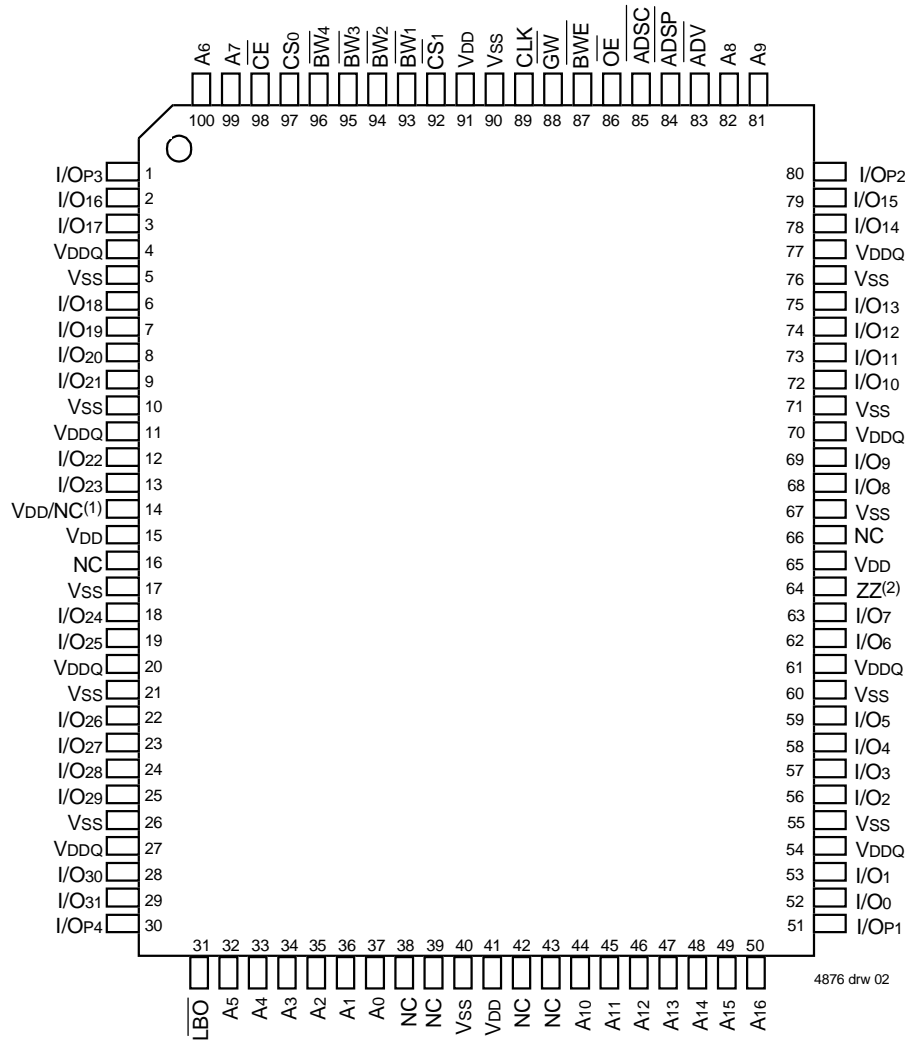 A6 A7 CE CS0 BW4 BW3 BW2 BW1 CS1 VDD VSS CLK GW BWE OE ADSC ADSP ADV A8 A9
100 99 98 97 96 95 94 93 92 91 90 89 88 87 86 85 84 83 82 81
I/OP3 1 80 I/OP2
I/O16 2 79 I/O15
I/O17 3 78 I/O14
VDDQ 4 77 VDDQ
VSS 5 76 VSS
I/O18 6 75 I/O13
I/O19 7 74 I/O12
I/O20 8 73 I/O11
I/O21 9 72 I/O10
VSS 10 71 VSS
VDDQ 11 70 VDDQ
I/O22 12 69 I/O9
I/O23 13 68 I/O8
VDD/NC(1) 14 67 VSS
VDD 15 66 NC
NC 16 65 VDD
VSS 17 64 ZZ(2)
I/O24 18 63 I/O7
I/O25 19 62 I/O6
VDDQ 20 61 VDDQ
VSS 21 60 VSS
I/O26 22 59 I/O5
I/O27 23 58 I/O4
I/O28 24 57 I/O3
I/O29 25 56 I/O2
VSS 26 55 VSS
VDDQ 27 54 VDDQ
I/O30 28 53 I/O1
I/O31 29 52 I/O0
I/OP4 30 51 I/OP1
31 32 33 34 35 36 37 38 39 40 41 42 43 44 45 46 47 48 49 50
LBO A5 A4 A3 A2 A1 A0 NC NC VSS VDD NC NC A10 A11 A12 A13 A14 A15 A16
4876 drw 02